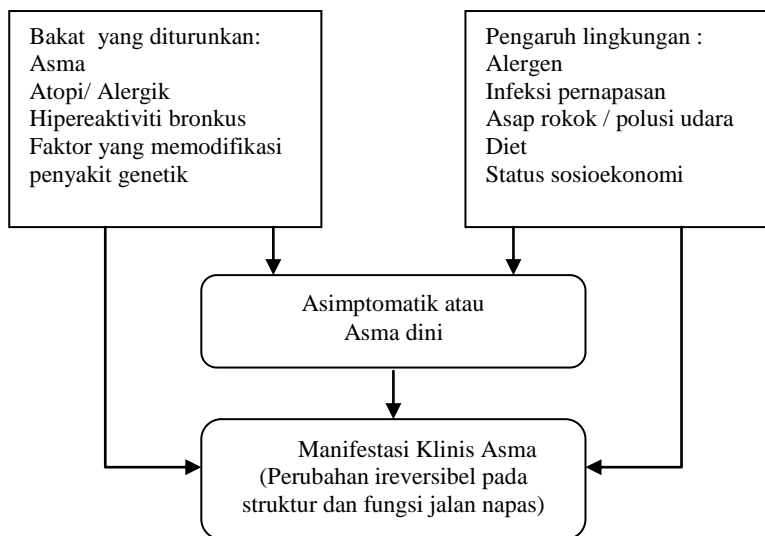 Bakat  yang diturunkan:
Asma
Atopi/ Alergik
Hipereaktiviti bronkus
Faktor yang memodifikasi
penyakit genetik
Pengaruh lingkungan :
Alergen
Infeksi pernapasan
Asap rokok / polusi udara
Diet
Status sosioekonomi
Asimptomatik atau
Asma dini
Manifestasi Klinis Asma
(Perubahan ireversibel pada
struktur dan fungsi jalan napas)